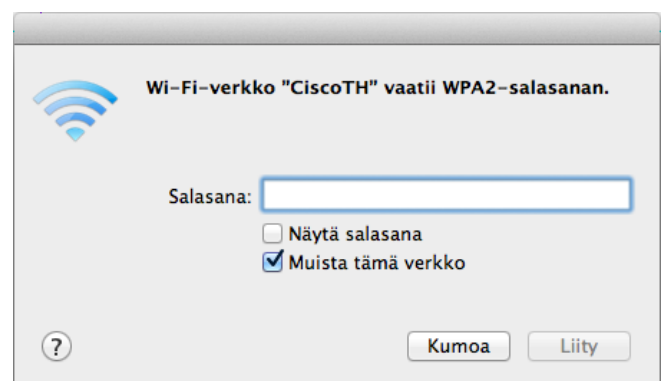 Wi-Fi-verkko "CiscoTH" vaatii WPA2-salasanan.
Salasana:
Näytä salasana
Muista tämä verkko
?
Kumoa
Liity